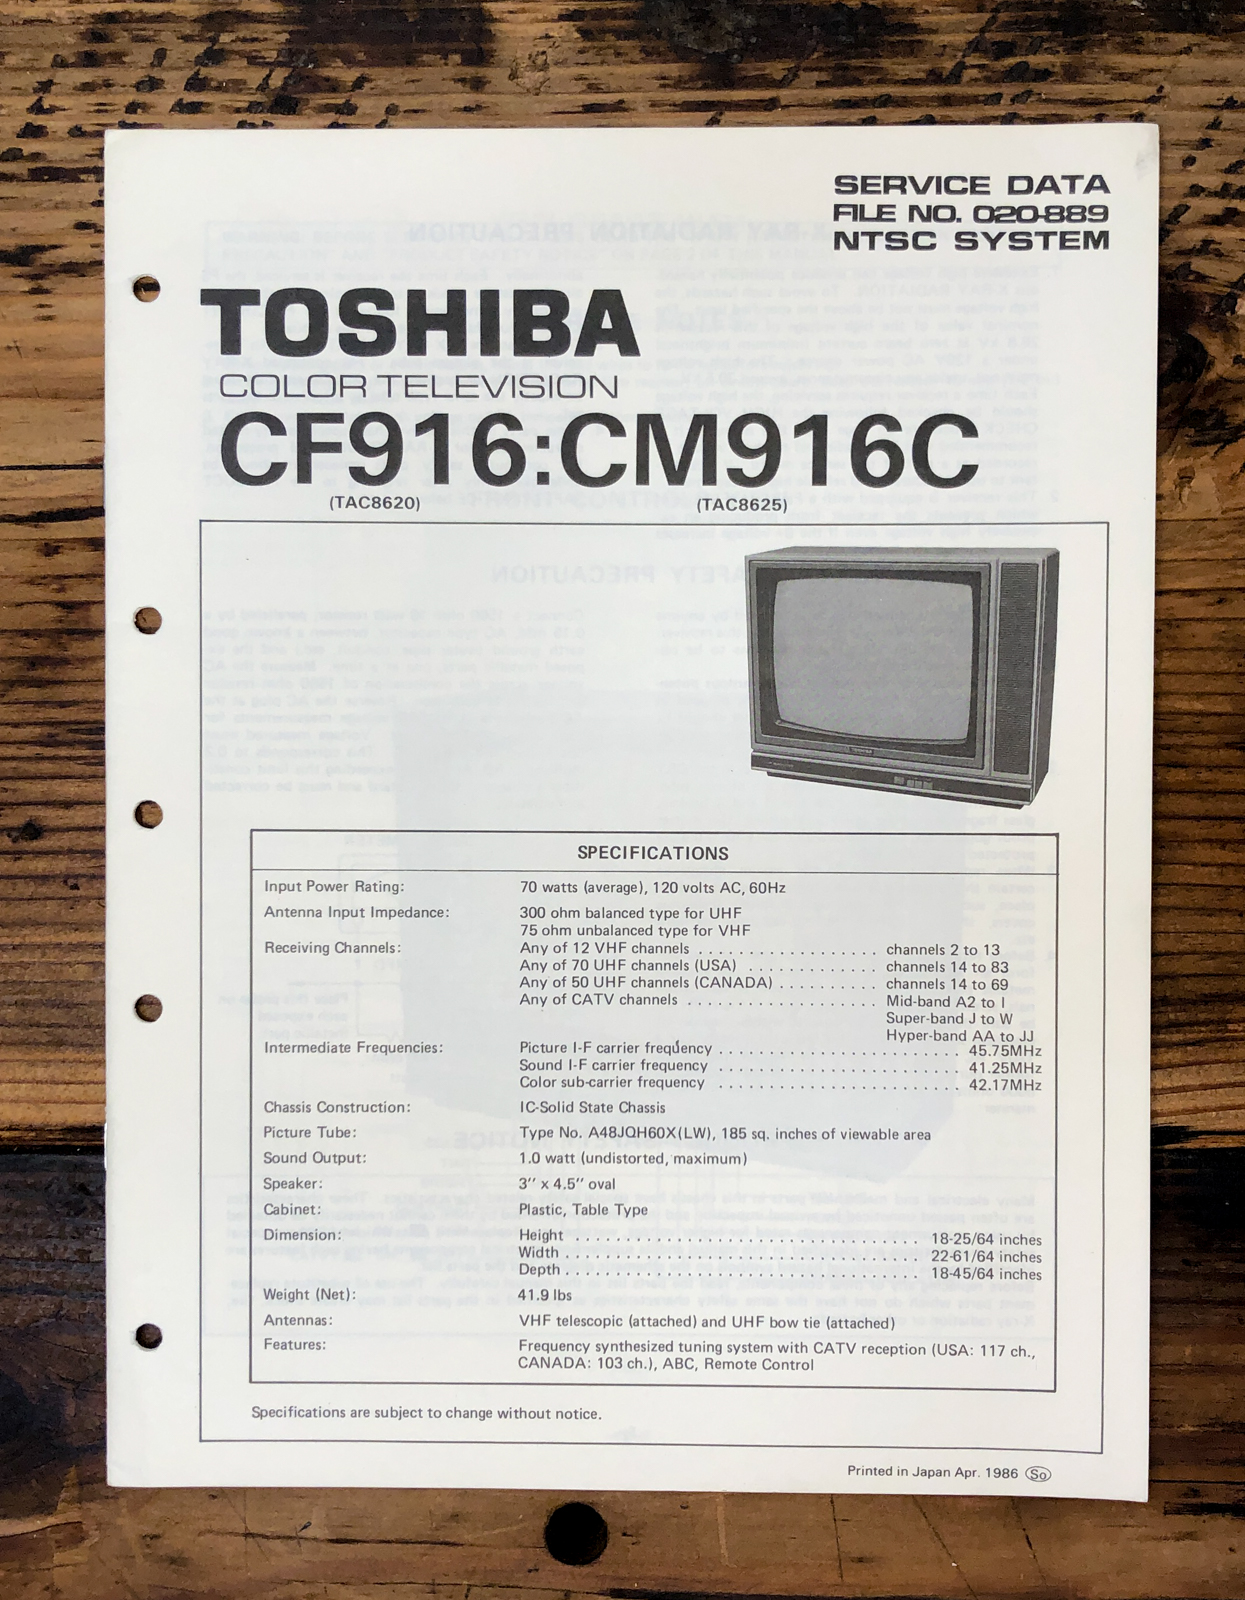 SERVICE DATA
FILE NO. 020-889
NTSC SYSTEM
TOSHIBA
COLOR TELEVISION
CF916:CM916C
(TAC8620) (TAC8625)
SPECIFICATIONS
Input Power Rating: 70 watts (average), 120 volts AC, 60Hz
Antenna Input Impedance: 300 ohm balanced type for UHF
75 ohm unbalanced type for VHF
Receiving Channels: Any of 12 VHF channels . . . . . . . . . . . . . . . . . . channels 2 to 13
Any of 70 UHF channels (USA) . . . . . . . . . . . . . channels 14 to 83
Any of 50 UHF channels (CANADA) . . . . . . . . . . channels 14 to 69
Any of CATV channels . . . . . . . . . . . . . . . . . . . Mid-band A2 to I
Super-band J to W
Hyper-band AA to JJ
Intermediate Frequencies: Picture I-F carrier frequency . . . . . . . . . . . . . . . . . . . . . . . . 45.75MHz
Sound I-F carrier frequency . . . . . . . . . . . . . . . . . . . . . . . . 41.25MHz
Color sub-carrier frequency . . . . . . . . . . . . . . . . . . . . . . . . 42.17MHz
Chassis Construction: IC-Solid State Chassis
Picture Tube: Type No. A48JQH60X(LW), 185 sq. inches of viewable area
Sound Output: 1.0 watt (undistorted, maximum)
Speaker: 3″ x 4.5″ oval
Cabinet: Plastic, Table Type
Dimension: Height . . . . . . . . . . . . . . . . . . . . . . . . . . . . . . . . . . . 18-25/64 inches
Width . . . . . . . . . . . . . . . . . . . . . . . . . . . . . . . . . . . . 22-61/64 inches
Depth . . . . . . . . . . . . . . . . . . . . . . . . . . . . . . . . . . . . 18-45/64 inches
Weight (Net): 41.9 lbs
Antennas: VHF telescopic (attached) and UHF bow tie (attached)
Features: Frequency synthesized tuning system with CATV reception (USA: 117 ch.,
CANADA: 103 ch.), ABC, Remote Control
Specifications are subject to change without notice.
Printed in Japan Apr. 1986 So